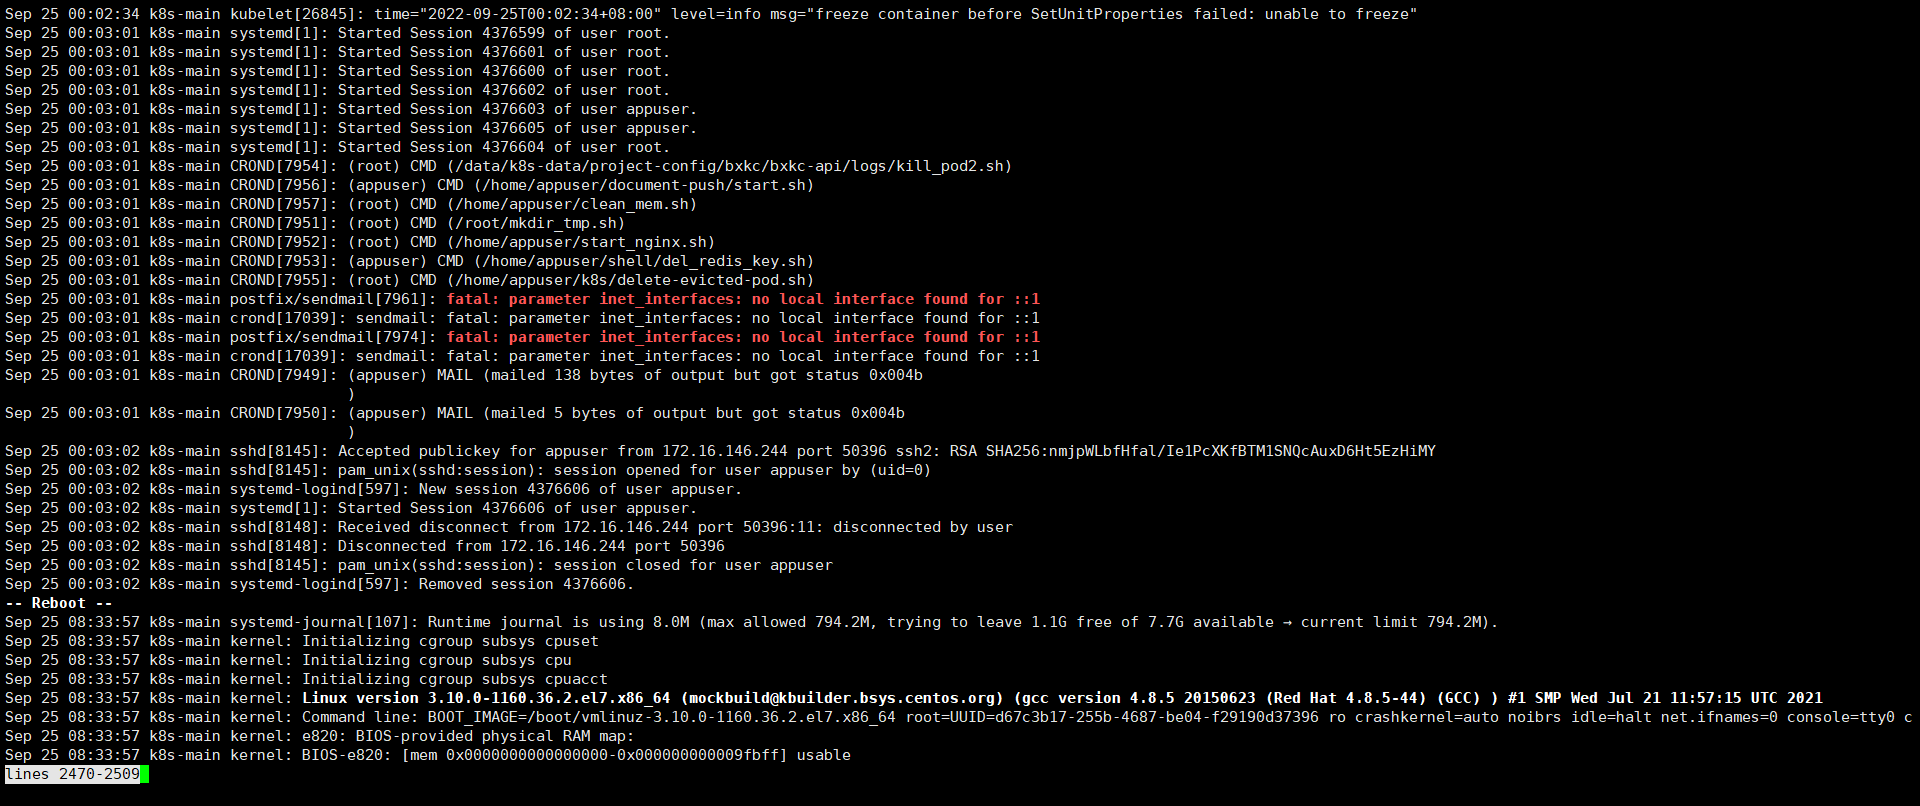 Sep 25 00:02:34 k8s-main kubelet[26845]: time="2022-09-25T00:02:34+08:00" level=info msg="freeze container before SetUnitProperties failed: unable to freeze"
Sep 25 00:03:01 k8s-main systemd[1]: Started Session 4376599 of user root.
Sep 25 00:03:01 k8s-main systemd[1]: Started Session 4376601 of user root.
Sep 25 00:03:01 k8s-main systemd[1]: Started Session 4376600 of user root.
Sep 25 00:03:01 k8s-main systemd[1]: Started Session 4376602 of user root.
Sep 25 00:03:01 k8s-main systemd[1]: Started Session 4376603 of user appuser.
Sep 25 00:03:01 k8s-main systemd[1]: Started Session 4376605 of user appuser.
Sep 25 00:03:01 k8s-main systemd[1]: Started Session 4376604 of user root.
Sep 25 00:03:01 k8s-main CROND[7954]: (root) CMD (/data/k8s-data/project-config/bxkc/bxkc-api/logs/kill_pod2.sh)
Sep 25 00:03:01 k8s-main CROND[7956]: (appuser) CMD (/home/appuser/document-push/start.sh)
Sep 25 00:03:01 k8s-main CROND[7957]: (root) CMD (/home/appuser/clean_mem.sh)
Sep 25 00:03:01 k8s-main CROND[7951]: (root) CMD (/root/mkdir_tmp.sh)
Sep 25 00:03:01 k8s-main CROND[7952]: (root) CMD (/home/appuser/start_nginx.sh)
Sep 25 00:03:01 k8s-main CROND[7953]: (appuser) CMD (/home/appuser/shell/del_redis_key.sh)
Sep 25 00:03:01 k8s-main CROND[7955]: (root) CMD (/home/appuser/k8s/delete-evicted-pod.sh)
Sep 25 00:03:01 k8s-main postfix/sendmail[7961]: fatal: parameter inet_interfaces: no local interface found for ::1
Sep 25 00:03:01 k8s-main crond[17039]: sendmail: fatal: parameter inet_interfaces: no local interface found for ::1
Sep 25 00:03:01 k8s-main postfix/sendmail[7974]: fatal: parameter inet_interfaces: no local interface found for ::1
Sep 25 00:03:01 k8s-main crond[17039]: sendmail: fatal: parameter inet_interfaces: no local interface found for ::1
Sep 25 00:03:01 k8s-main CROND[7949]: (appuser) MAIL (mailed 138 bytes of output but got status 0x004b
)
Sep 25 00:03:01 k8s-main CROND[7950]: (appuser) MAIL (mailed 5 bytes of output but got status 0x004b
)
Sep 25 00:03:02 k8s-main sshd[8145]: Accepted publickey for appuser from 172.16.146.244 port 50396 ssh2: RSA SHA256:nmjpWLbfHfal/Ie1PcXKfBTM1SNQcAuxD6Ht5EzHiMY
Sep 25 00:03:02 k8s-main sshd[8145]: pam_unix(sshd:session): session opened for user appuser by (uid=0)
Sep 25 00:03:02 k8s-main systemd-logind[597]: New session 4376606 of user appuser.
Sep 25 00:03:02 k8s-main systemd[1]: Started Session 4376606 of user appuser.
Sep 25 00:03:02 k8s-main sshd[8148]: Received disconnect from 172.16.146.244 port 50396:11: disconnected by user
Sep 25 00:03:02 k8s-main sshd[8148]: Disconnected from 172.16.146.244 port 50396
Sep 25 00:03:02 k8s-main sshd[8145]: pam_unix(sshd:session): session closed for user appuser
Sep 25 00:03:02 k8s-main systemd-logind[597]: Removed session 4376606.
-- Reboot --
Sep 25 08:33:57 k8s-main systemd-journal[107]: Runtime journal is using 8.0M (max allowed 794.2M, trying to leave 1.1G free of 7.7G available → current limit 794.2M).
Sep 25 08:33:57 k8s-main kernel: Initializing cgroup subsys cpuset
Sep 25 08:33:57 k8s-main kernel: Initializing cgroup subsys cpu
Sep 25 08:33:57 k8s-main kernel: Initializing cgroup subsys cpuacct
Sep 25 08:33:57 k8s-main kernel: Linux version 3.10.0-1160.36.2.el7.x86_64 (mockbuild@kbuilder.bsys.centos.org) (gcc version 4.8.5 20150623 (Red Hat 4.8.5-44) (GCC) ) #1 SMP Wed Jul 21 11:57:15 UTC 2021
Sep 25 08:33:57 k8s-main kernel: Command line: BOOT_IMAGE=/boot/vmlinuz-3.10.0-1160.36.2.el7.x86_64 root=UUID=d67c3b17-255b-4687-be04-f29190d37396 ro crashkernel=auto noibrs idle=halt net.ifnames=0 console=tty0 c
Sep 25 08:33:57 k8s-main kernel: e820: BIOS-provided physical RAM map:
Sep 25 08:33:57 k8s-main kernel: BIOS-e820: [mem 0x0000000000000000-0x000000000009fbff] usable
lines 2470-2509